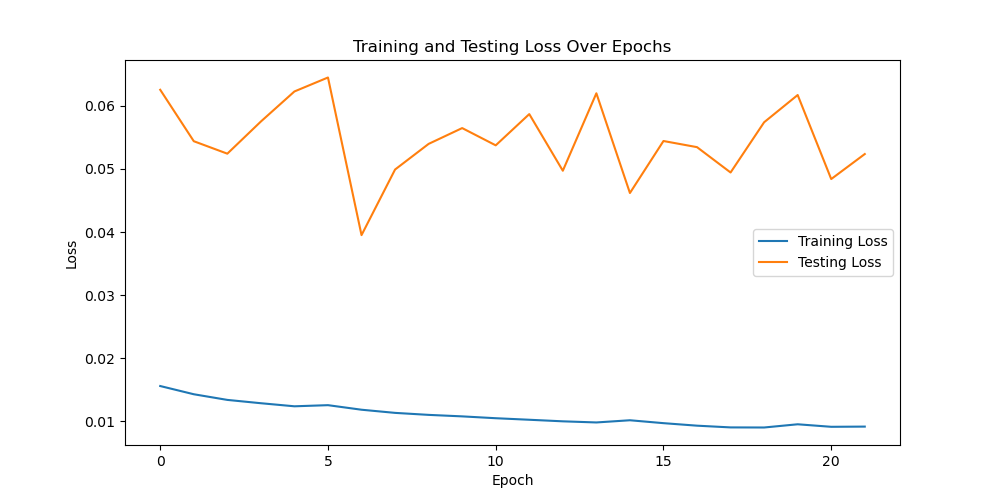 Training and Testing Loss Over Epochs
0.06
0.05
0.04
0.03
0.02
0.01
Loss
Training Loss
Testing Loss
0
5
10
15
20
Epoch